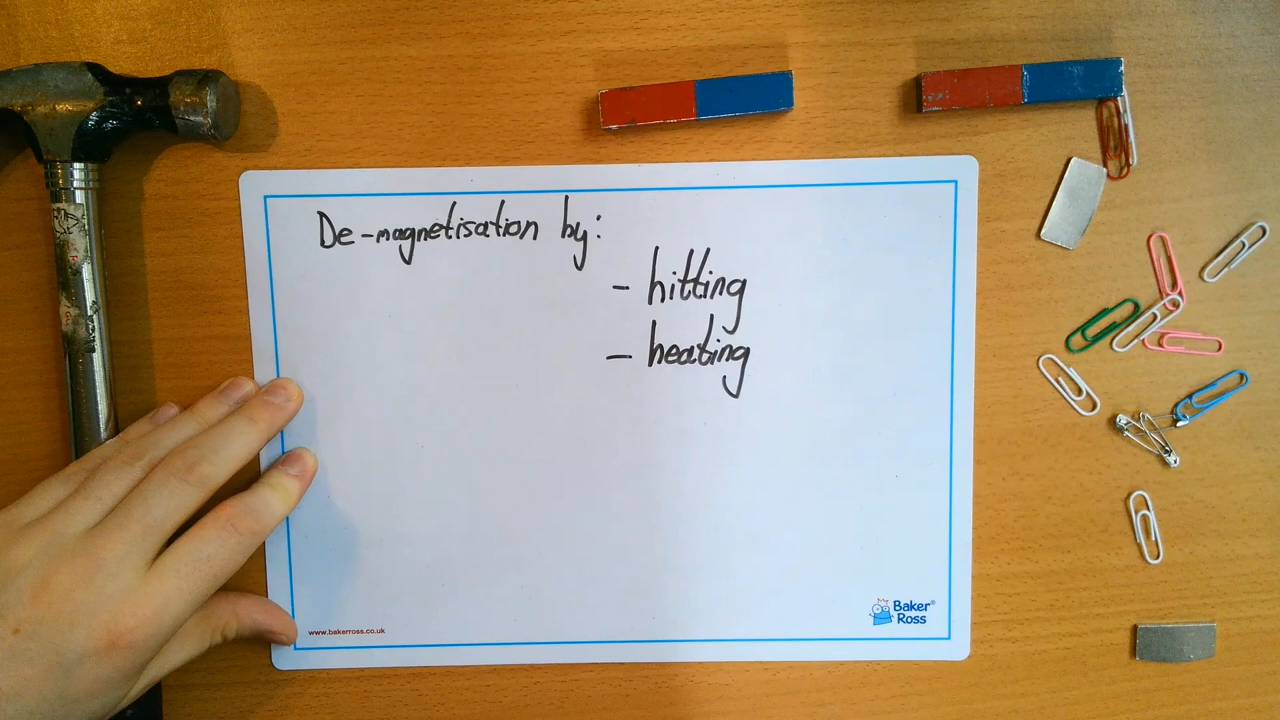 De-magnetisation by:
- hitting
- heating
www.bakerross.co.uk
Baker
Ross